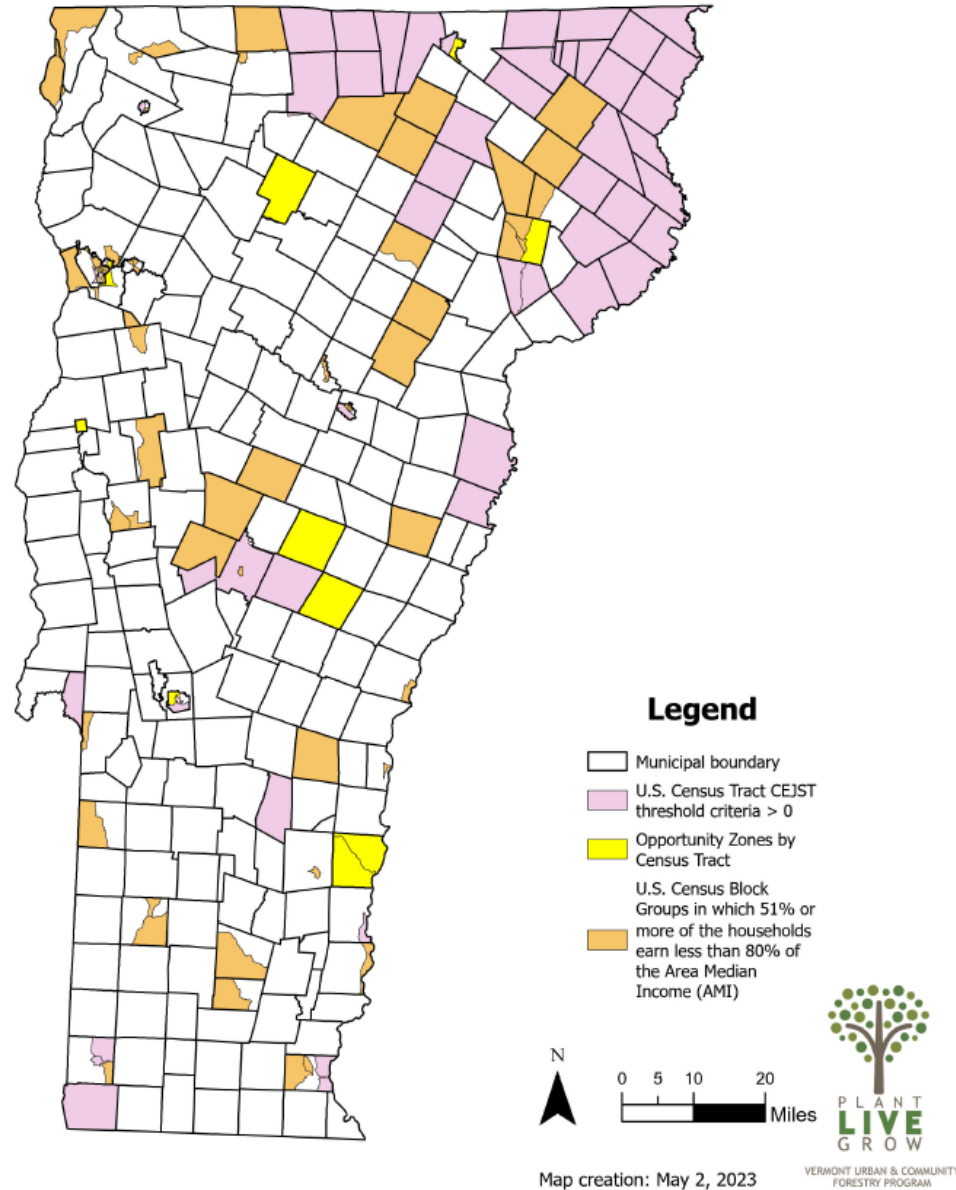 Legend
Municipal boundary
U.S. Census Tract CEJST
threshold criteria > 0
Opportunity Zones by
Census Tract
U.S. Census Block
Groups in which 51% or
more of the households
earn less than 80% of
the Area Median
Income (AMI)
N
0 5 10 20
Miles
PLANT
LIVE
GROW
VERMONT URBAN & COMMUNITY
FORESTRY PROGRAM
Map creation: May 2, 2023